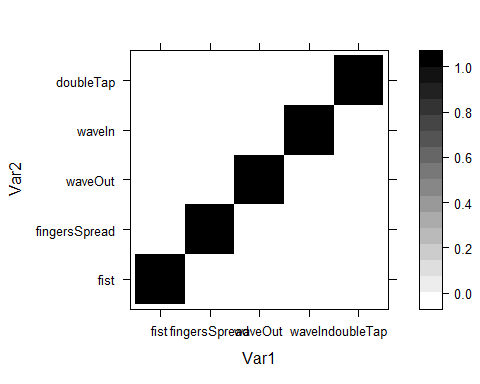 doubleTap
waveIn
waveOut
fingersSpread
fist
Var2
fist fingersSpread waveOut waveIn doubleTap
Var1
1.0
0.8
0.6
0.4
0.2
0.0